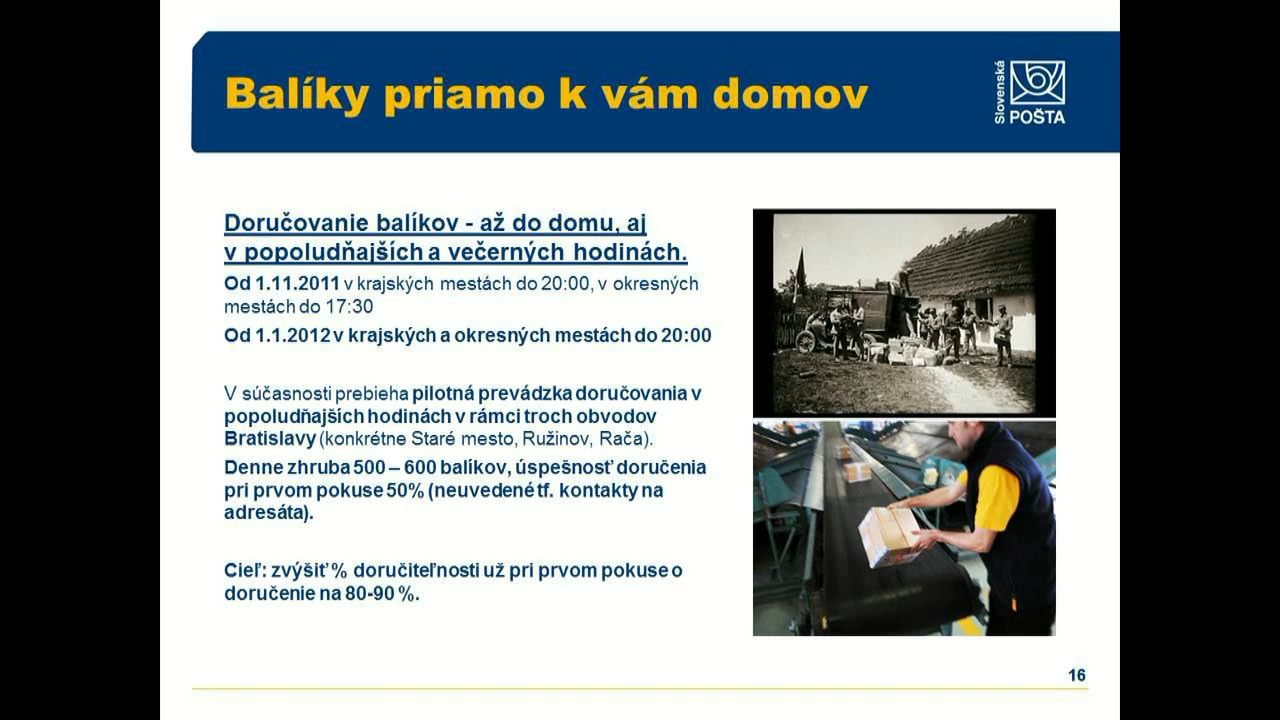 Balíky priamo k vám domov
Slovenská
POŠTA
Doručovanie balíkov - až do domu, aj
v popoludňajších a večerných hodinách.
Od 1.11.2011 v krajských mestách do 20:00, v okresných
mestách do 17:30
Od 1.1.2012 v krajských a okresných mestách do 20:00
V súčasnosti prebieha pilotná prevádzka doručovania v
popoludňajších hodinách v rámci troch obvodov
Bratislavy (konkrétne Staré mesto, Ružinov, Rača).
Denne zhruba 500 – 600 balíkov, úspešnosť doručenia
pri prvom pokuse 50% (neuvedené tf. kontakty na
adresáta).
Cieľ: zvýšiť % doručiteľnosti už pri prvom pokuse o
doručenie na 80-90 %.
16